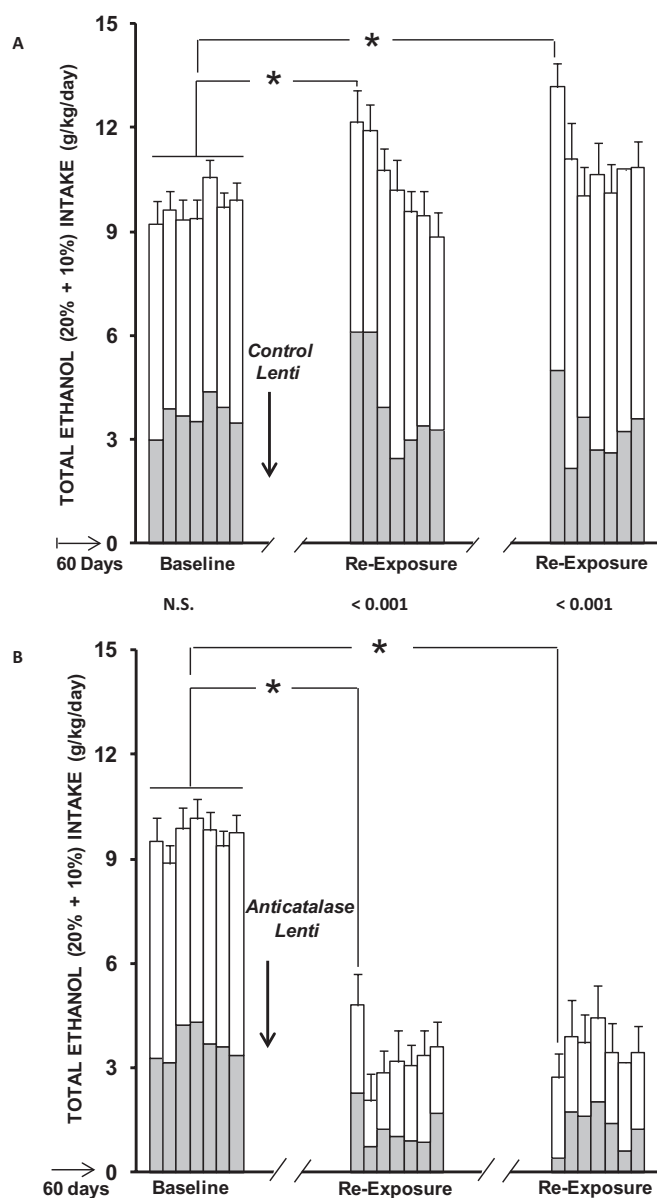 A
TOTAL ETHANOL (20% + 10%) INTAKE (g/kg/day)
15
12
9
6
3
0
*
*
Control
Lenti
60 Days
Baseline
Re-Exposure
Re-Exposure
N.S.
< 0.001
< 0.001
B
TOTAL ETHANOL (20% + 10%) INTAKE (g/kg/day)
15
12
9
6
3
0
*
*
Anticatalase
Lenti
60 days
Baseline
Re-Exposure
Re-Exposure